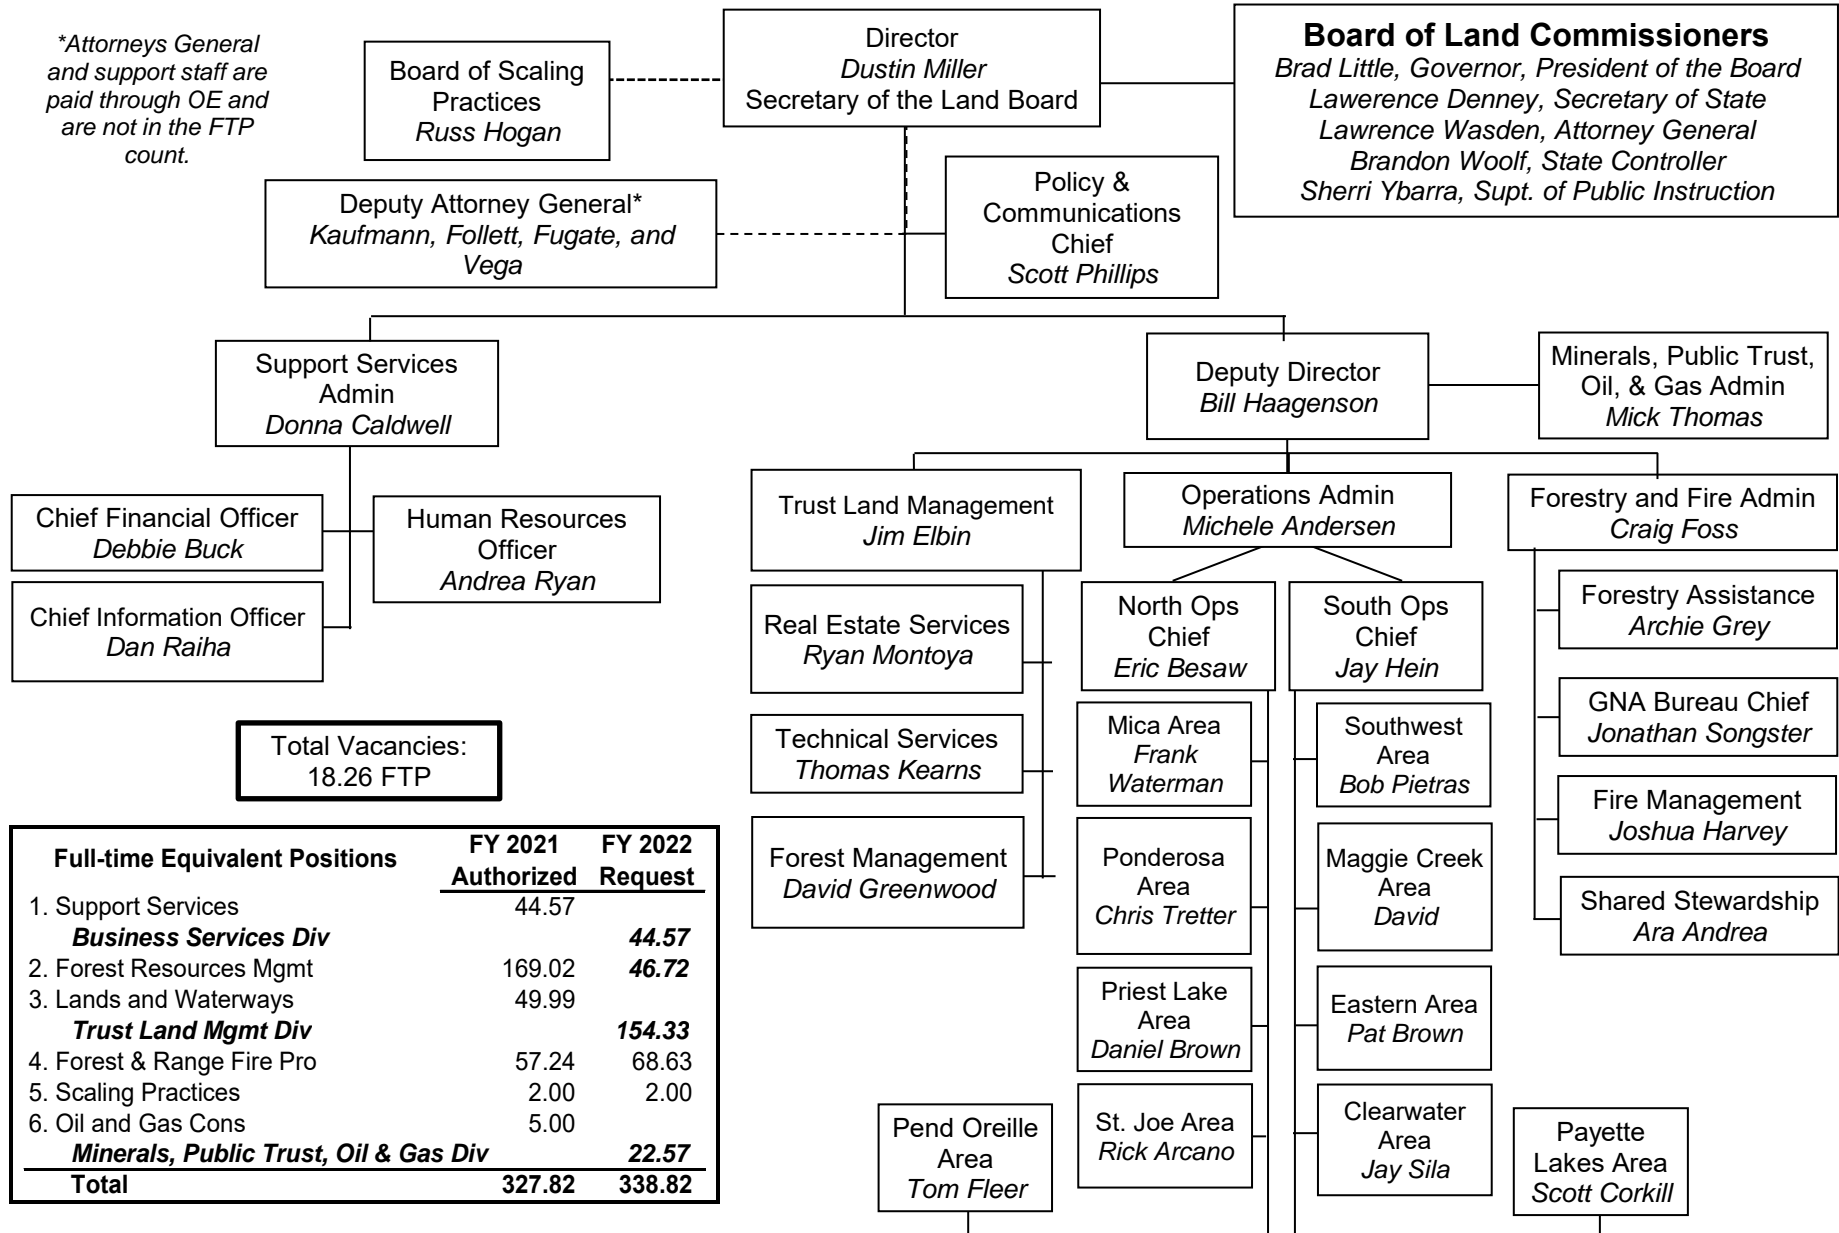 *Attorneys General
and support staff are
paid through OE and
are not in the FTP
count.
Board of Scaling
Practices
Russ Hogan
Director
Dustin Miller
Secretary of the Land Board
Board of Land Commissioners
Brad Little, Governor, President of the Board
Lawerence Denney, Secretary of State
Lawrence Wasden, Attorney General
Brandon Woolf, State Controller
Sherri Ybarra, Supt. of Public Instruction
Deputy Attorney General*
Kaufmann, Follett, Fugate, and
Vega
Policy &
Communications
Chief
Scott Phillips
Support Services
Admin
Donna Caldwell
Deputy Director
Bill Haagenson
Minerals, Public Trust,
Oil, & Gas Admin
Mick Thomas
Chief Financial Officer
Debbie Buck
Human Resources
Officer
Andrea Ryan
Chief Information Officer
Dan Raiha
Trust Land Management
Jim Elbin
Operations Admin
Michele Andersen
Forestry and Fire Admin
Craig Foss
Real Estate Services
Ryan Montoya
Technical Services
Thomas Kearns
Forest Management
David Greenwood
North Ops
Chief
Eric Besaw
South Ops
Chief
Jay Hein
Forestry Assistance
Archie Grey
GNA Bureau Chief
Jonathan Songster
Fire Management
Joshua Harvey
Shared Stewardship
Ara Andrea
Mica Area
Frank
Waterman
Southwest
Area
Bob Pietras
Ponderosa
Area
Chris Tretter
Maggie Creek
Area
David
Priest Lake
Area
Daniel Brown
Eastern Area
Pat Brown
St. Joe Area
Rick Arcano
Clearwater
Area
Jay Sila
Pend Oreille
Area
Tom Fleer
Payette
Lakes Area
Scott Corkill
Total Vacancies:
18.26 FTP
Full-time Equivalent Positions FY 2021 Authorized FY 2022 Request
1. Support Services 44.57
Business Services Div 44.57
2. Forest Resources Mgmt 169.02 46.72
3. Lands and Waterways 49.99
Trust Land Mgmt Div 154.33
4. Forest & Range Fire Pro 57.24 68.63
5. Scaling Practices 2.00 2.00
6. Oil and Gas Cons 5.00
Minerals, Public Trust, Oil & Gas Div 22.57
Total 327.82 338.82